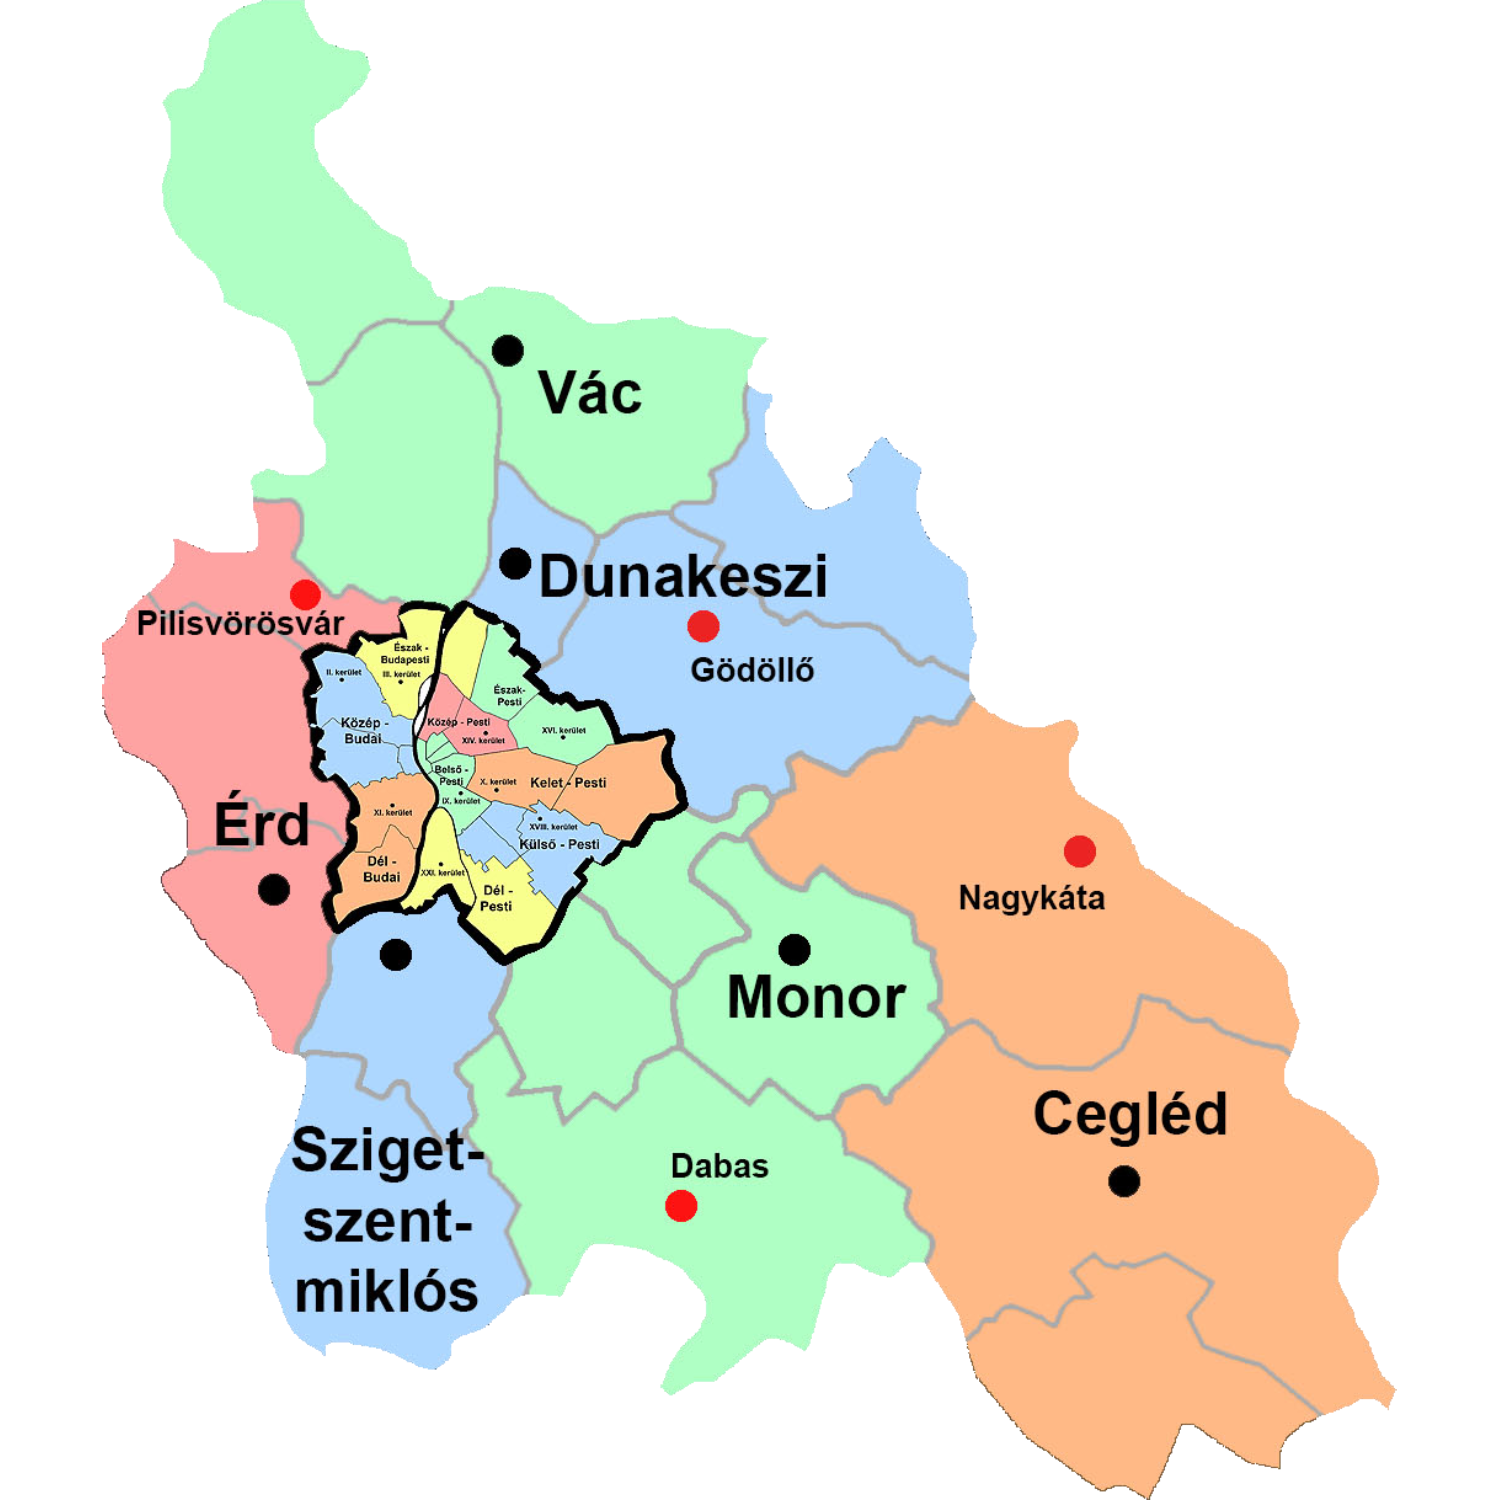 Vác
Dunakeszi
Pilisvörösvár
Gödöllő
Észak -
Budapesti
III. kerület
II. kerület
Észak-
Pesti
Közép -
Budai
Közép - Pesti
XIV. kerület
XVI. kerület
Belső -
Pesti
IX. kerület
X. kerület
Kelet - Pesti
XI. kerület
XVIII. kerület
Külső - Pesti
Érd
Dél -
Budai
XXI. kerület
Dél -
Pesti
Nagykáta
Monor
Cegléd
Dabas
Sziget-
szent-
miklós